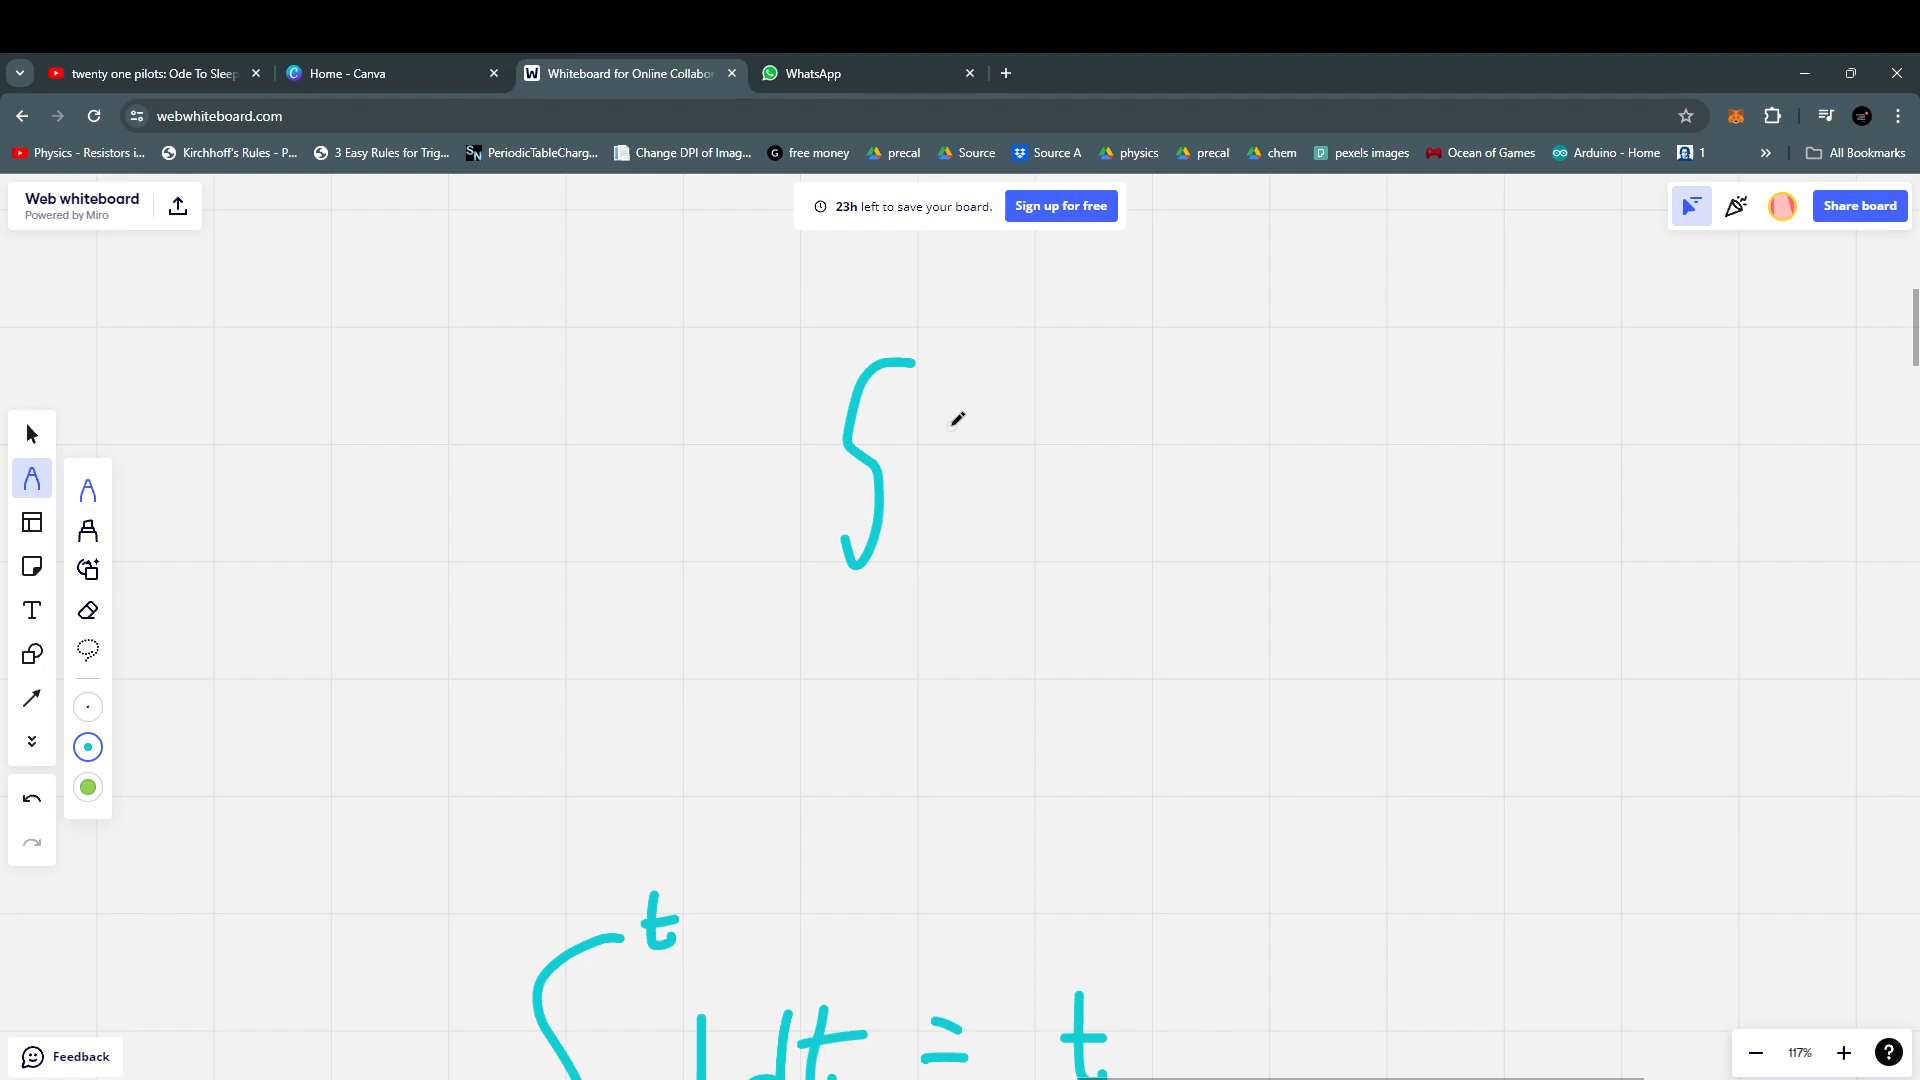 twenty one pilots: Ode To Sleep
Home - Canva
Whiteboard for Online Collabor
WhatsApp
webwhiteboard.com
Physics - Resistors i...
Kirchhoff's Rules - P...
3 Easy Rules for Trig...
PeriodicTableCharg...
Change DPI of Imag...
free money
precal
Source
Source A
physics
precal
chem
pexels images
Ocean of Games
Arduino - Home
1
All Bookmarks
Web whiteboard
Powered by Miro
23h left to save your board.
Sign up for free
Share board
∫
∫ t
1 dt = t
Feedback
117%